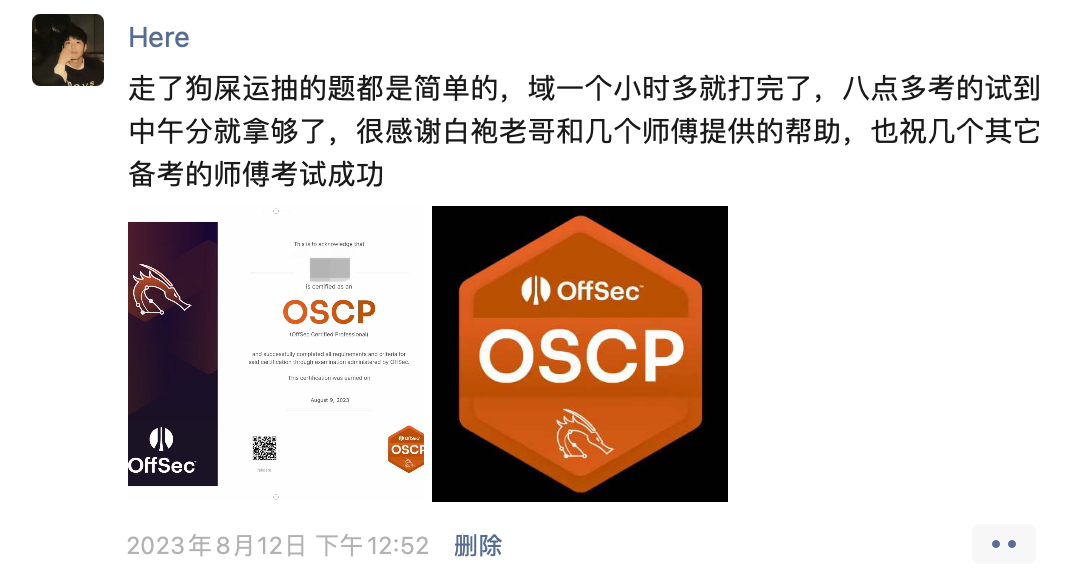 Here
走了狗屎运抽的题都是简单的，域一个小时多就打完了，八点多考的试到
中午分就拿够了，很感谢白袍老哥和几个师傅提供的帮助，也祝几个其它
备考的师傅考试成功
This is to acknowledge that
is certified as an
OSCP
(OffSec Certified Professional)
and successfully completed all requirements and criteria for
said certification through examination administered by OffSec.
This certification was earned on
August 9, 2023
OffSec
OffSec
OSCP
OffSec™
OSCP
2023年8月12日 下午12:52 删除